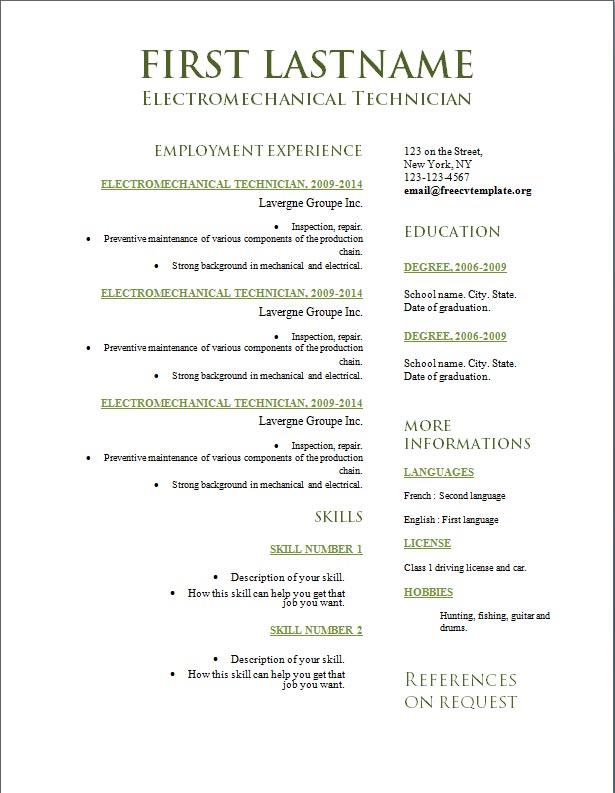 FIRST LASTNAME
ELECTROMECHANICAL TECHNICIAN
EMPLOYMENT EXPERIENCE
ELECTROMECHANICAL TECHNICIAN, 2009-2014
Lavergne Groupe Inc.
• Inspection, repair.
• Preventive maintenance of various components of the production
chain.
• Strong background in mechanical and electrical.
ELECTROMECHANICAL TECHNICIAN, 2009-2014
Lavergne Groupe Inc.
• Inspection, repair.
• Preventive maintenance of various components of the production
chain.
• Strong background in mechanical and electrical.
ELECTROMECHANICAL TECHNICIAN, 2009-2014
Lavergne Groupe Inc.
• Inspection, repair.
• Preventive maintenance of various components of the production
chain.
• Strong background in mechanical and electrical.
SKILLS
SKILL NUMBER 1
• Description of your skill.
• How this skill can help you get that
job you want.
SKILL NUMBER 2
• Description of your skill.
• How this skill can help you get that
job you want.
123 on the Street,
New York, NY
123-123-4567
email@freecvtemplate.org
EDUCATION
DEGREE, 2006-2009
School name. City. State.
Date of graduation.
DEGREE, 2006-2009
School name. City. State.
Date of graduation.
MORE
INFORMATIONS
LANGUAGES
French : Second language
English : First language
LICENSE
Class 1 driving license and car.
HOBBIES
Hunting, fishing, guitar and
drums.
REFERENCES
ON REQUEST